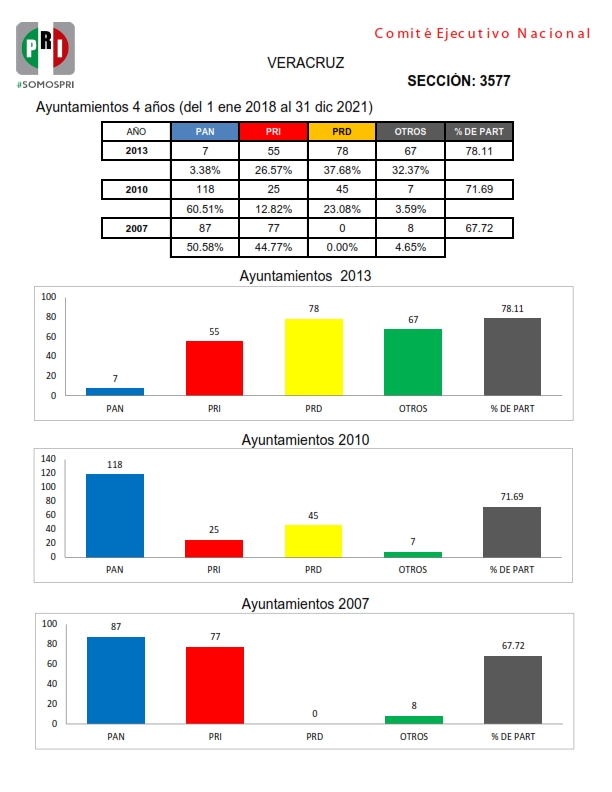 Comité Ejecutivo Nacional
PRI
#SOMOSPRI
VERACRUZ
SECCIÓN: 3577
Ayuntamientos 4 años (del 1 ene 2018 al 31 dic 2021)
AÑO PAN PRI PRD OTROS % DE PART
2013 7 55 78 67 78.11
3.38% 26.57% 37.68% 32.37%
2010 118 25 45 7 71.69
60.51% 12.82% 23.08% 3.59%
2007 87 77 0 8 67.72
50.58% 44.77% 0.00% 4.65%
Ayuntamientos 2013
100
80
60
40
20
0
7 55 78 67 78.11
PAN PRI PRD OTROS % DE PART
Ayuntamientos 2010
140
120
100
80
60
40
20
0
118 25 45 7 71.69
PAN PRI PRD OTROS % DE PART
Ayuntamientos 2007
100
80
60
40
20
0
87 77 0 8 67.72
PAN PRI PRD OTROS % DE PART